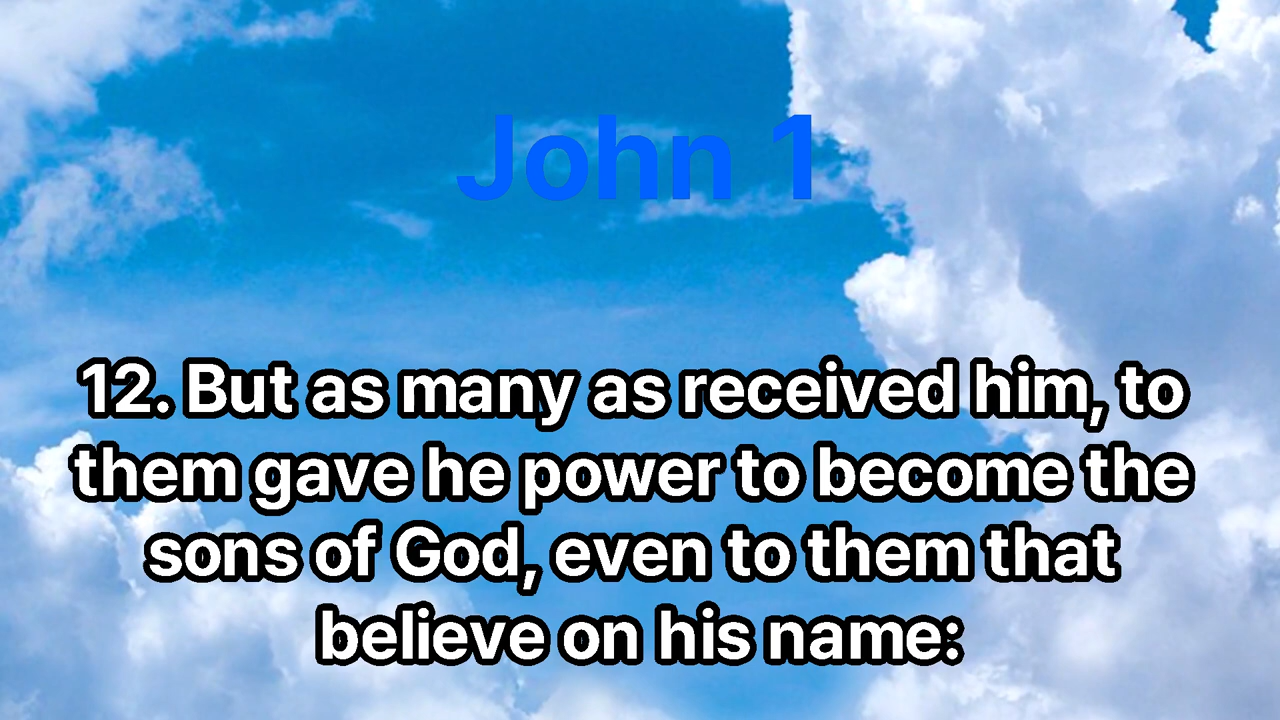 John 1
12. But as many as received him, to
them gave he power to become the
sons of God, even to them that
believe on his name: